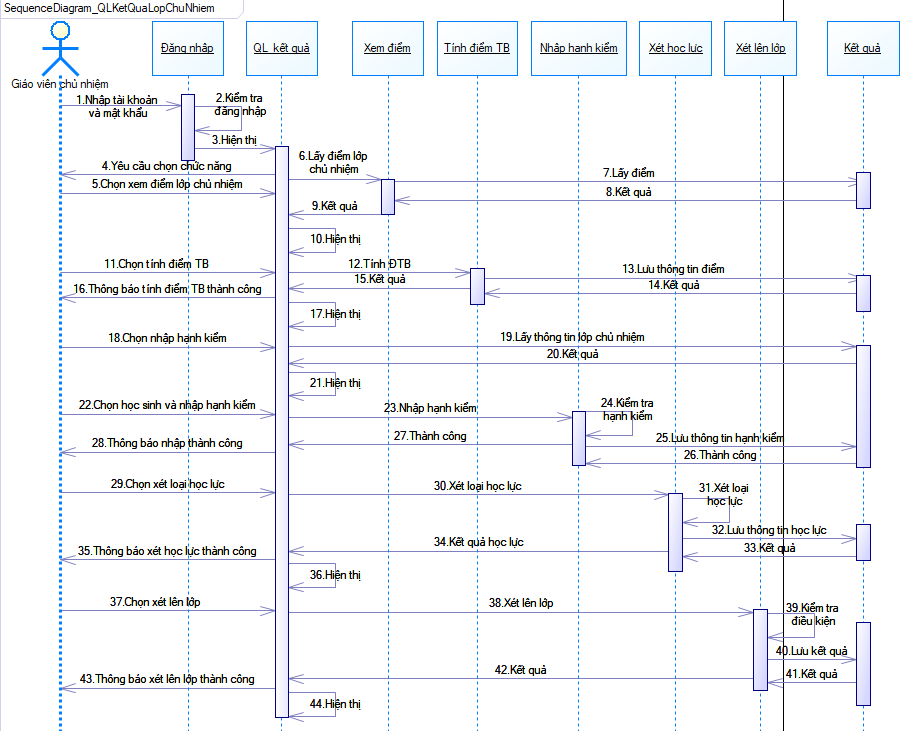 SequenceDiagram_QLKetQuaLopChuNhiem
Giáo viên chủ nhiệm
Đăng nhập
QL kết quả
Xem điểm
Tính điểm TB
Nhập hạnh kiểm
Xét học lực
Xét lên lớp
Kết quả
1.Nhập tài khoản
và mật khẩu
2.Kiểm tra
đăng nhập
3.Hiện thị
4.Yêu cầu chọn chức năng
5.Chọn xem điểm lớp chủ nhiệm
6.Lấy điểm lớp
chủ nhiệm
7.Lấy điểm
8.Kết quả
9.Kết quả
10.Hiện thị
11.Chọn tính điểm TB
12.Tính ĐTB
13.Lưu thông tin điểm
14.Kết quả
15.Kết quả
16.Thông báo tính điểm TB thành công
17.Hiện thị
18.Chọn nhập hạnh kiểm
19.Lấy thông tin lớp chủ nhiệm
20.Kết quả
21.Hiện thị
22.Chọn học sinh và nhập hạnh kiểm
23.Nhập hạnh kiểm
24.Kiểm tra
hạnh kiểm
25.Lưu thông tin hạnh kiểm
26.Thành công
27.Thành công
28.Thông báo nhập thành công
29.Chọn xét loại học lực
30.Xét loại học lực
31.Xét loại
học lực
32.Lưu thông tin học lực
33.Kết quả
34.Kết quả học lực
35.Thông báo xét học lực thành công
36.Hiện thị
37.Chọn xét lên lớp
38.Xét lên lớp
39.Kiểm tra
điều kiện
40.Lưu kết quả
41.Kết quả
42.Kết quả
43.Thông báo xét lên lớp thành công
44.Hiện thị